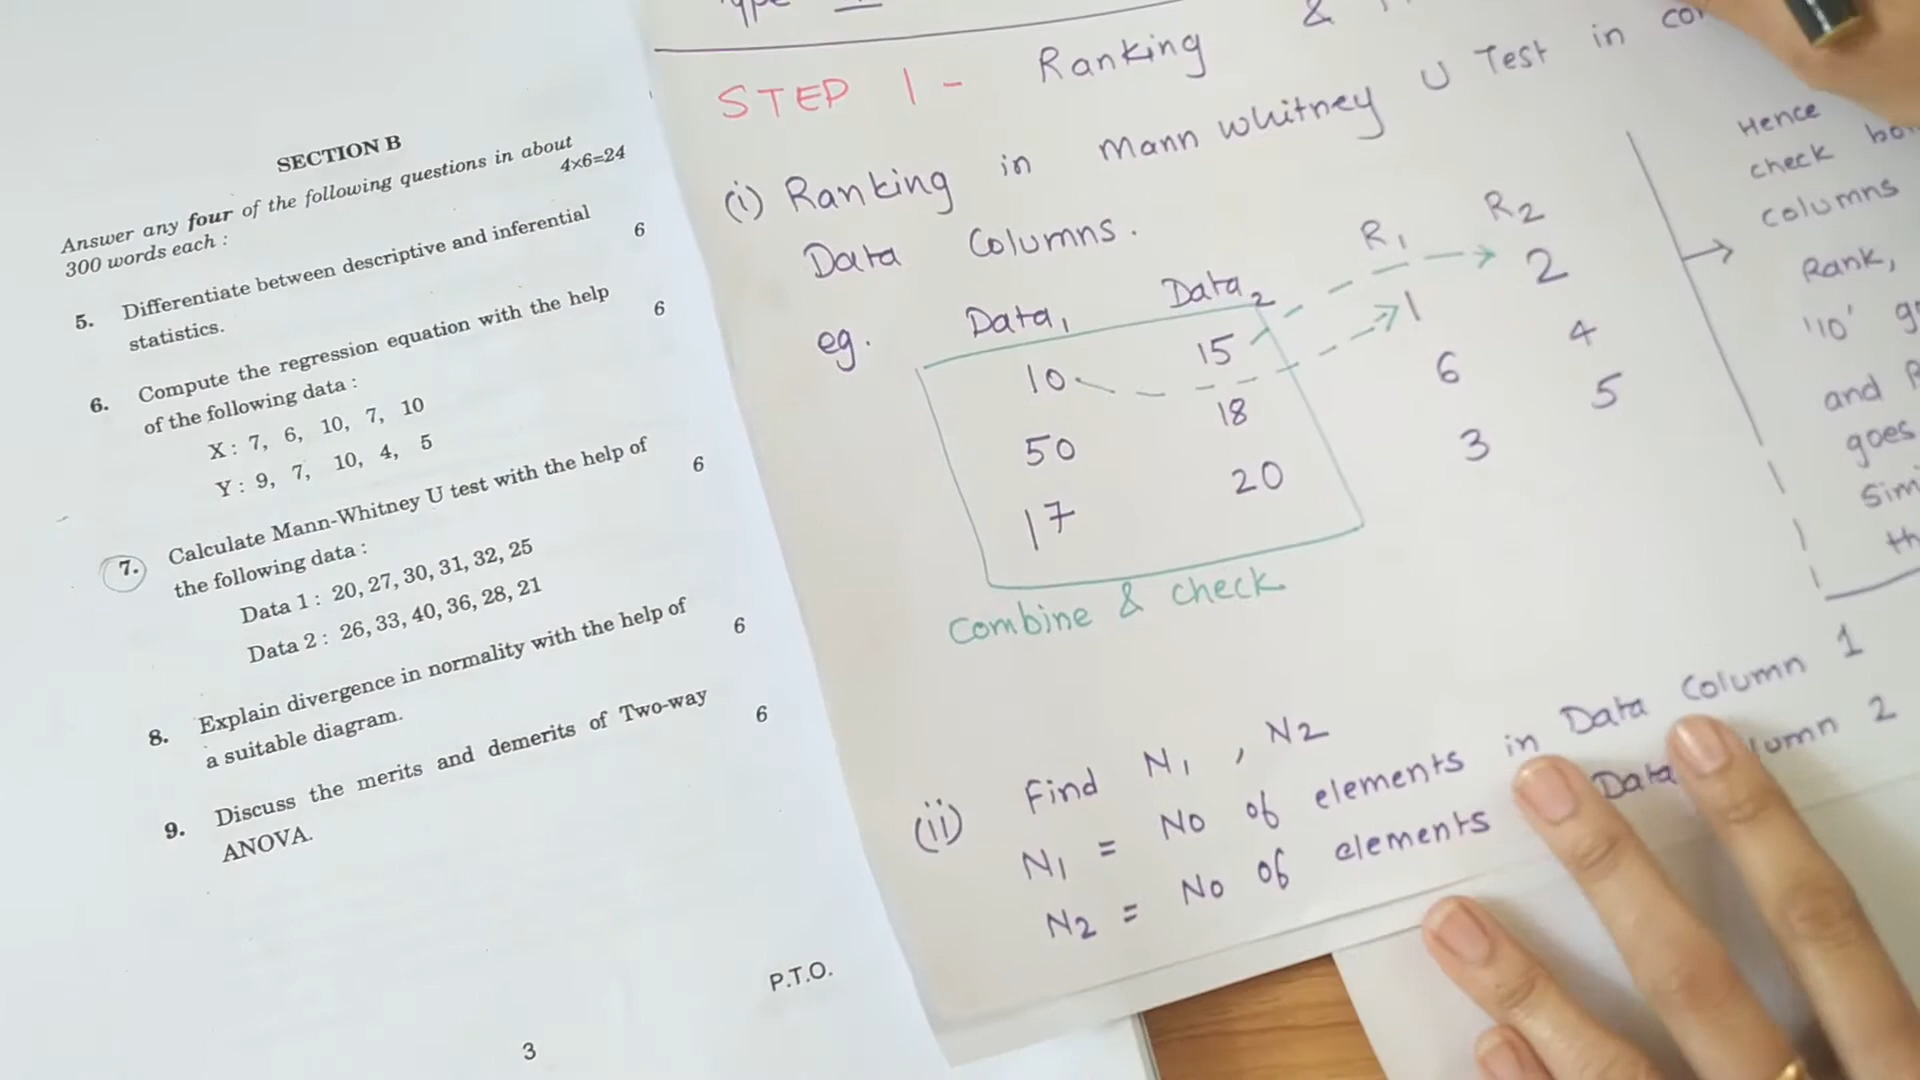 SECTION B
Answer any four of the following questions in about
300 words each : 4×6=24
5. Differentiate between descriptive and inferential
statistics. 6
6. Compute the regression equation with the help
of the following data : 6
X : 7, 6, 10, 7, 10
Y : 9, 7, 10, 4, 5
7. Calculate Mann-Whitney U test with the help of
the following data : 6
Data 1 : 20, 27, 30, 31, 32, 25
Data 2 : 26, 33, 40, 36, 28, 21
8. Explain divergence in normality with the help of
a suitable diagram. 6
9. Discuss the merits and demerits of Two-way
ANOVA. 6
P.T.O.
3
STEP 1 - Ranking &
(i) Ranking in Mann Whitney U Test in
Data Columns.
eg. Data1 Data2 R1 R2
10 15 1 2
50 18 6 4
17 20 3 5
Combine & check
(ii) Find N1 , N2
N1 = No of elements in Data Column 1
N2 = No of elements Data 2
Hence
check
columns
Rank,
'10'
and
goes